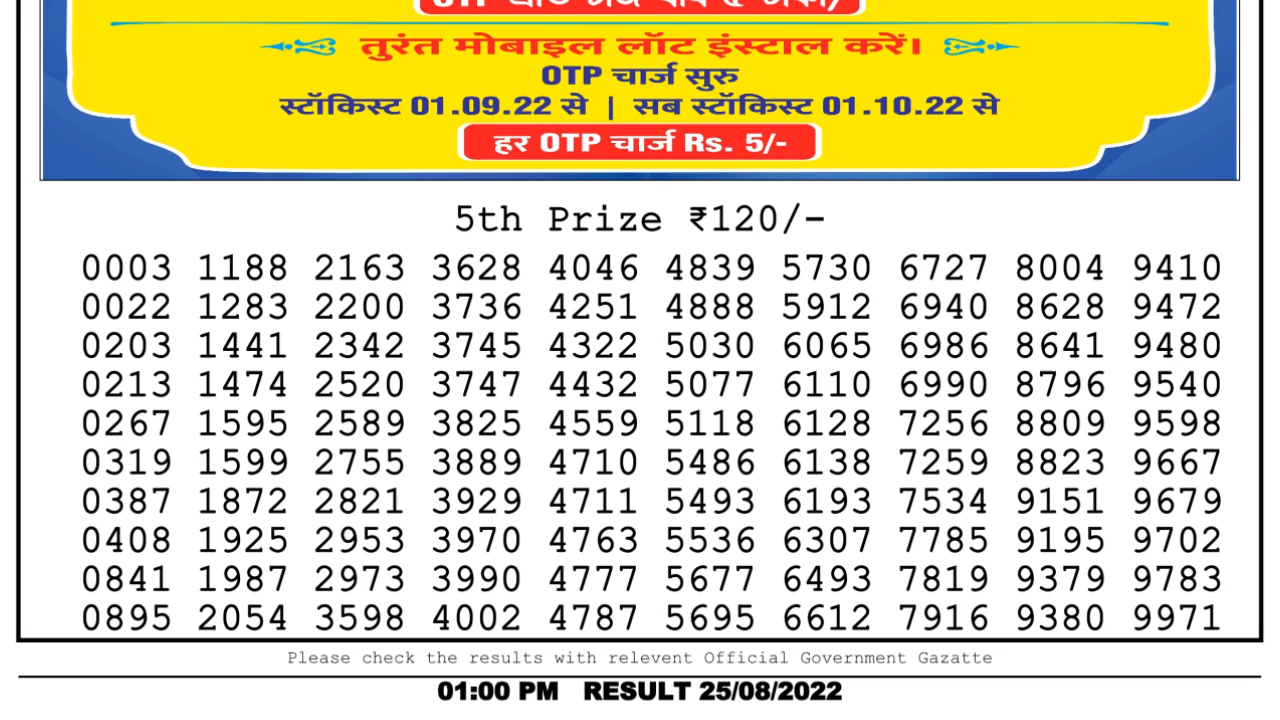 तुरंत मोबाइल लॉट इंस्टाल करें।
OTP चार्ज सुरु
स्टॉकिस्ट 01.09.22 से | सब स्टॉकिस्ट 01.10.22 से
हर OTP चार्ज Rs. 5/-
5th Prize ₹120/-
0003 1188 2163 3628 4046 4839 5730 6727 8004 9410
0022 1283 2200 3736 4251 4888 5912 6940 8628 9472
0203 1441 2342 3745 4322 5030 6065 6986 8641 9480
0213 1474 2520 3747 4432 5077 6110 6990 8796 9540
0267 1595 2589 3825 4559 5118 6128 7256 8809 9598
0319 1599 2755 3889 4710 5486 6138 7259 8823 9667
0387 1872 2821 3929 4711 5493 6193 7534 9151 9679
0408 1925 2953 3970 4763 5536 6307 7785 9195 9702
0841 1987 2973 3990 4777 5677 6493 7819 9379 9783
0895 2054 3598 4002 4787 5695 6612 7916 9380 9971
Please check the results with relevent Official Government Gazatte
01:00 PM RESULT 25/08/2022